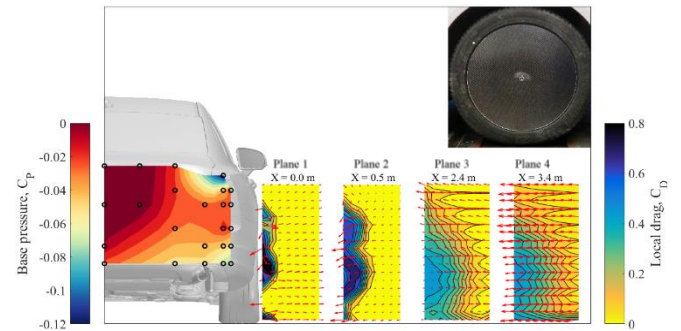 Plane 1
X = 0.0 m
Plane 2
X = 0.5 m
Plane 3
X = 2.4 m
Plane 4
X = 3.4 m
Base pressure, C_P
0
-0.02
-0.04
-0.06
-0.08
-0.1
-0.12
Local drag, C_D
0.8
0.6
0.4
0.2
0